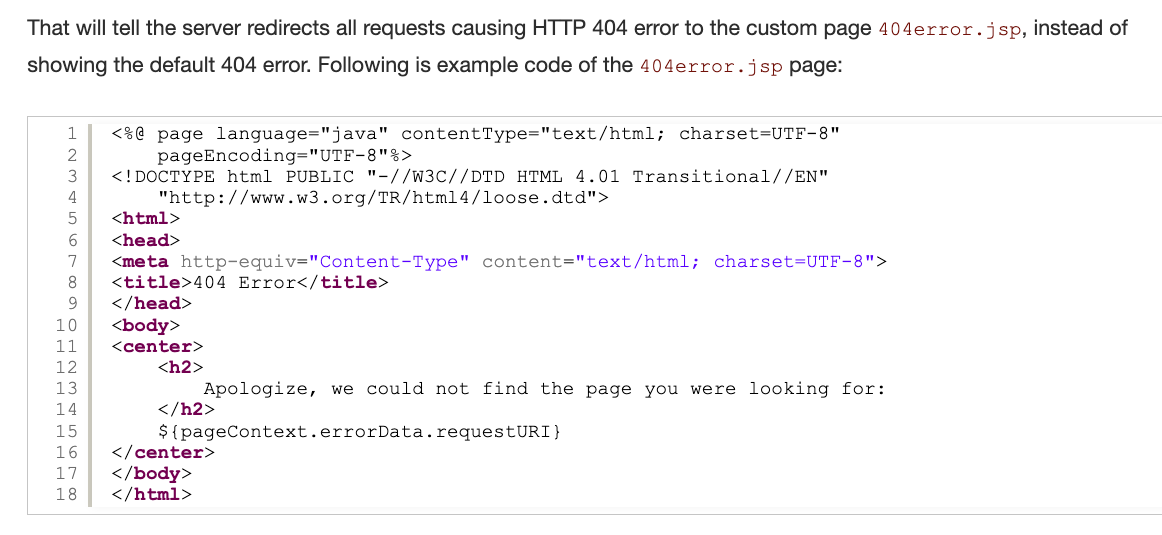 That will tell the server redirects all requests causing HTTP 404 error to the custom page 404error.jsp, instead of
showing the default 404 error. Following is example code of the 404error.jsp page:
1 <%@ page language="java" contentType="text/html; charset=UTF-8"
2     pageEncoding="UTF-8"%>
3 <!DOCTYPE html PUBLIC "-//W3C//DTD HTML 4.01 Transitional//EN"
4     "http://www.w3.org/TR/html4/loose.dtd">
5 <html>
6 <head>
7 <meta http-equiv="Content-Type" content="text/html; charset=UTF-8">
8 <title>404 Error</title>
9 </head>
10 <body>
11 <center>
12     <h2>
13         Apologize, we could not find the page you were looking for:
14     </h2>
15     ${pageContext.errorData.requestURI}
16 </center>
17 </body>
18 </html>